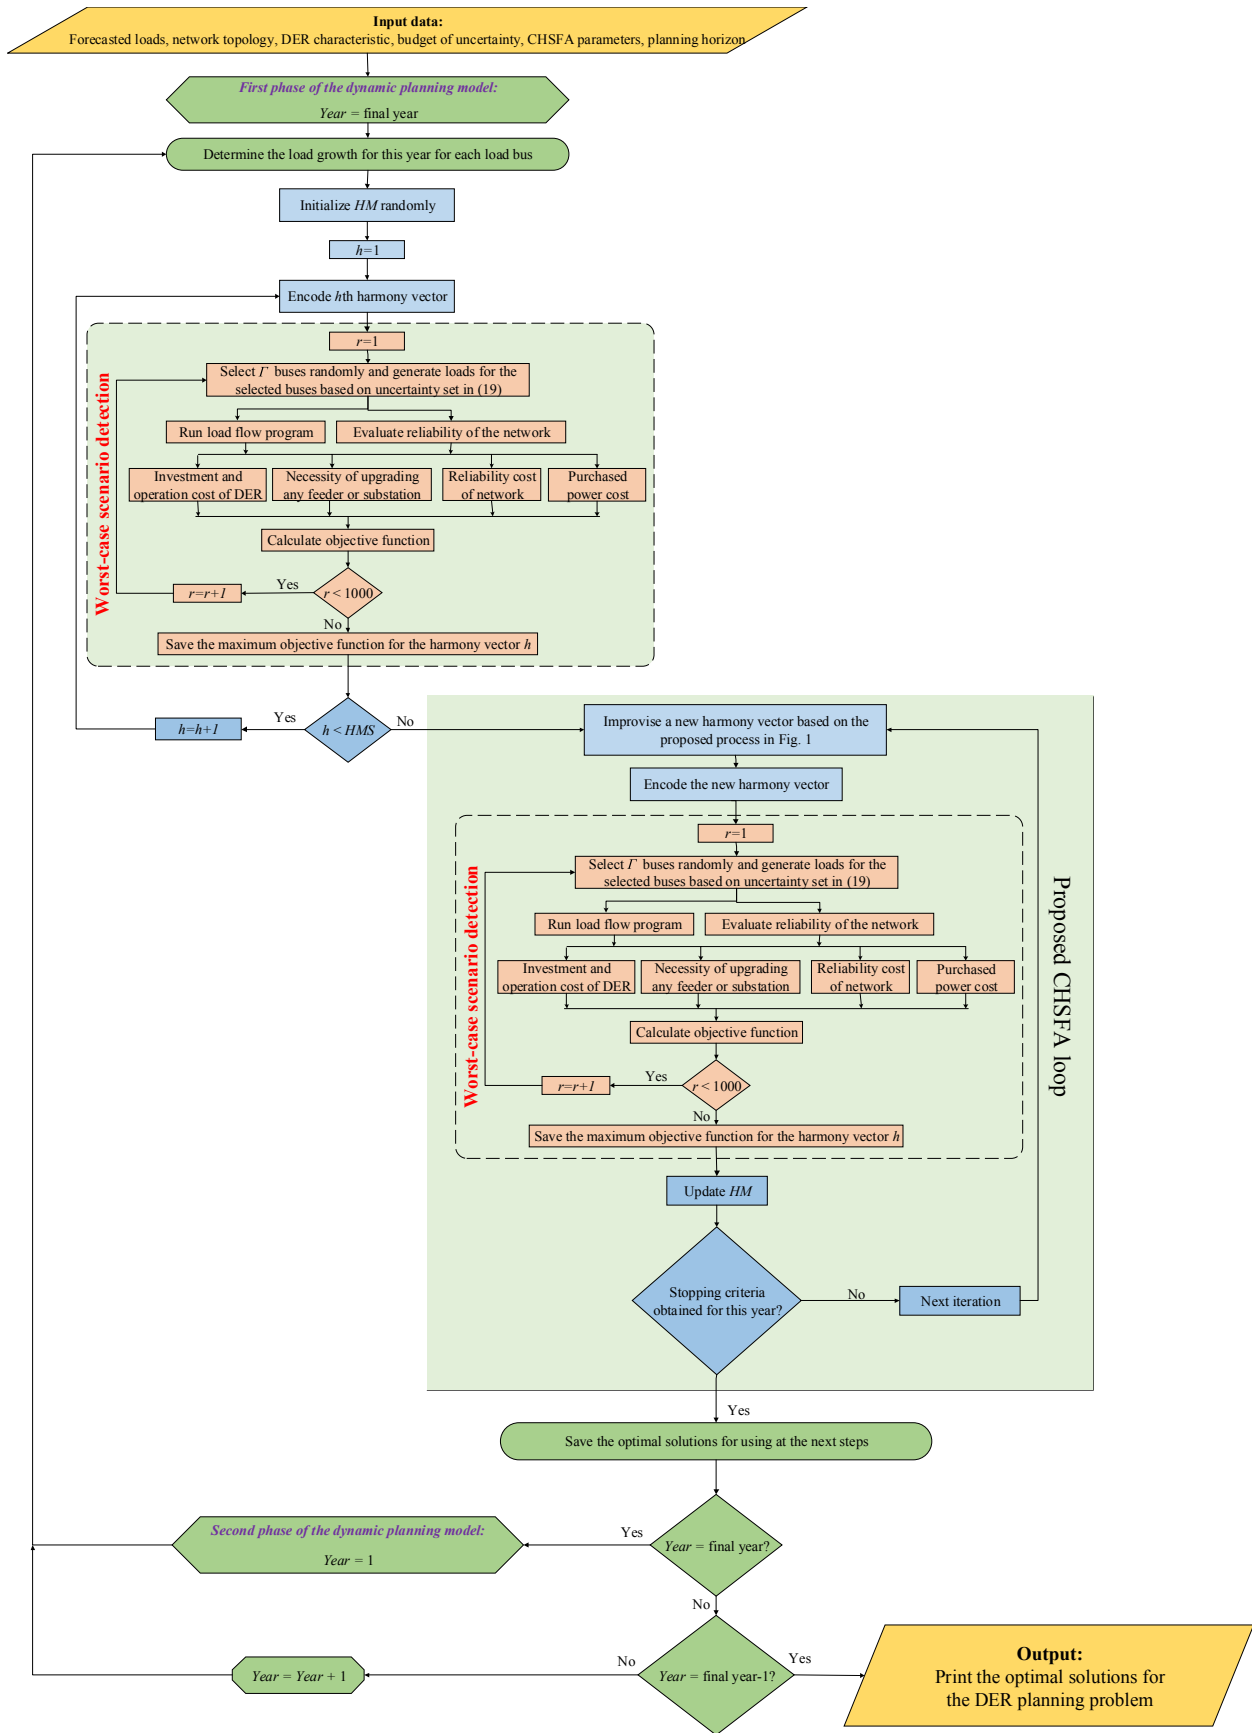 Input data:
Forecasted loads, network topology, DER characteristic, budget of uncertainty, CHSFA parameters, planning horizon
First phase of the dynamic planning model:
Year = final year
Determine the load growth for this year for each load bus
Initialize HM randomly
h=1
Encode hth harmony vector
Worst-case scenario detection
r=1
Select Γ buses randomly and generate loads for the
selected buses based on uncertainty set in (19)
Run load flow program
Evaluate reliability of the network
Investment and
operation cost of DER
Necessity of upgrading
any feeder or substation
Reliability cost
of network
Purchased
power cost
Calculate objective function
r < 1000
Yes
r=r+1
No
Save the maximum objective function for the harmony vector h
h < HMS
Yes
h=h+1
No
Proposed CHSFA loop
Improvise a new harmony vector based on the
proposed process in Fig. 1
Encode the new harmony vector
Worst-case scenario detection
r=1
Select Γ buses randomly and generate loads for the
selected buses based on uncertainty set in (19)
Run load flow program
Evaluate reliability of the network
Investment and
operation cost of DER
Necessity of upgrading
any feeder or substation
Reliability cost
of network
Purchased
power cost
Calculate objective function
r < 1000
Yes
r=r+1
No
Save the maximum objective function for the harmony vector h
Update HM
Stopping criteria
obtained for this year?
No
Next iteration
Yes
Save the optimal solutions for using at the next steps
Year = final year?
Yes
Second phase of the dynamic planning model:
Year = 1
No
Year = final year-1?
No
Year = Year + 1
Yes
Output:
Print the optimal solutions for
the DER planning problem